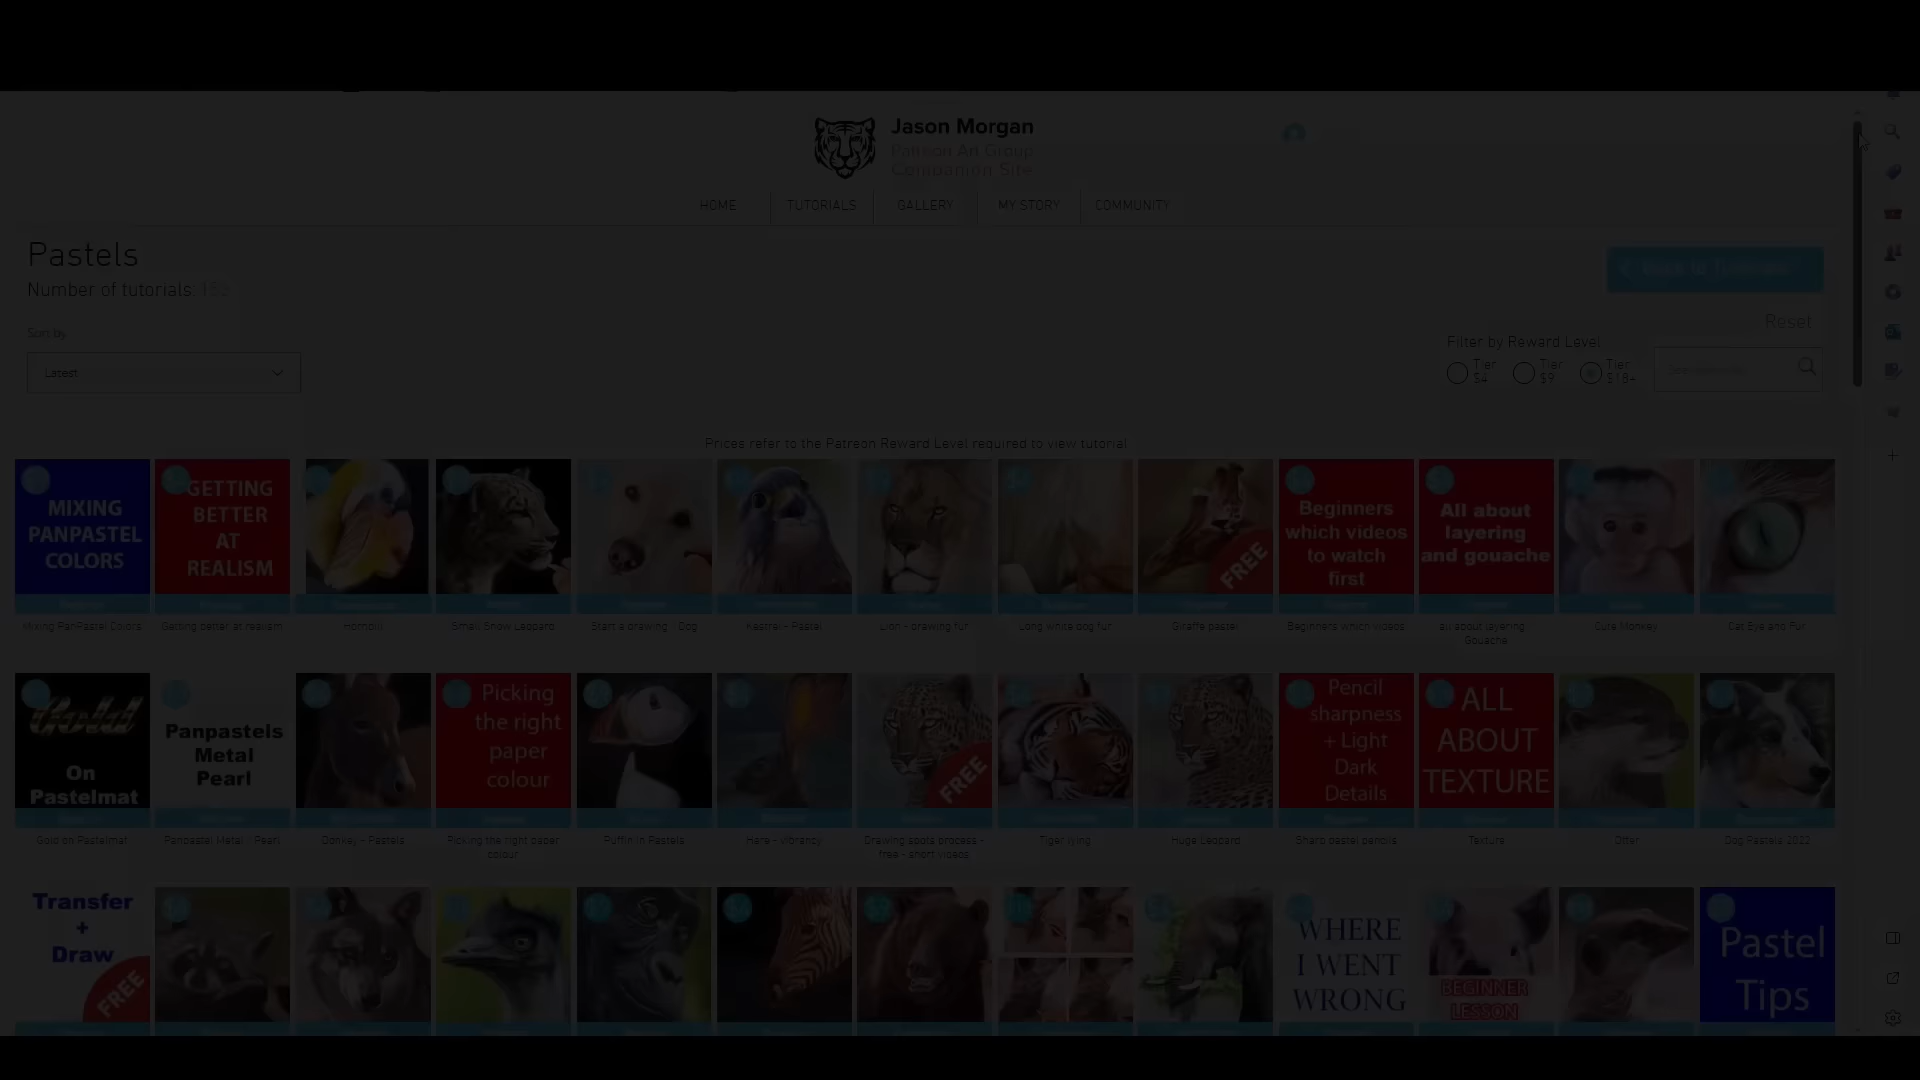 Jason Morgan
Patreon Art Group
Companion Site
HOME
TUTORIALS
GALLERY
MY STORY
COMMUNITY
Pastels
Number of tutorials
Sort by
Latest
Reset
Filter by Reward Level
Tier $4
Tier $9
Tier $18+
Prices refer to the Patreon Reward Level required to view tutorial
MIXING
PANPASTEL
COLORS
GETTING
BETTER
AT
REALISM
FREE
Beginners
which videos
to watch
first
All about
layering
and gouache
Mixing PanPastel Colors
Getting better at realism
Hornbill
Small Snow Leopard
Start a drawing - Dog
Kestrel - Pastel
Lion - drawing fur
Long white dog fur
Giraffe pastel
Beginners which videos
all about layering
Gouache
Cute Monkey
Cat Eye and Fur
Gold
On
Pastelmat
Panpastels
Metal
Pearl
Picking
the right
paper
colour
FREE
Pencil
sharpness
+ Light
Dark
Details
ALL
ABOUT
TEXTURE
Gold on Pastelmat
Panpastel Metal / Pearl
Donkey - Pastels
Picking the right paper
colour
Puffin in Pastels
Hare - vibrancy
Drawing spots process -
free - short videos
Tiger lying
Huge Leopard
Sharp pastel pencils
Texture
Otter
Dog Pastels 2022
Transfer
+
Draw
FREE
WHERE
I WENT
WRONG
BEGINNER
LESSON
Pastel
Tips